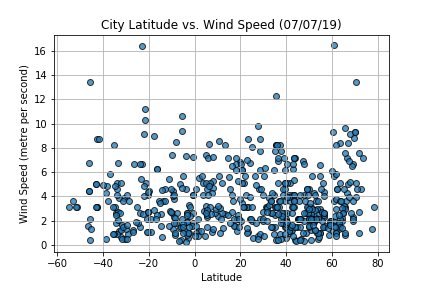 City Latitude vs. Wind Speed (07/07/19)
16
14
12
10
8
6
4
2
0
Wind Speed (metre per second)
−60 −40 −20 0 20 40 60 80
Latitude